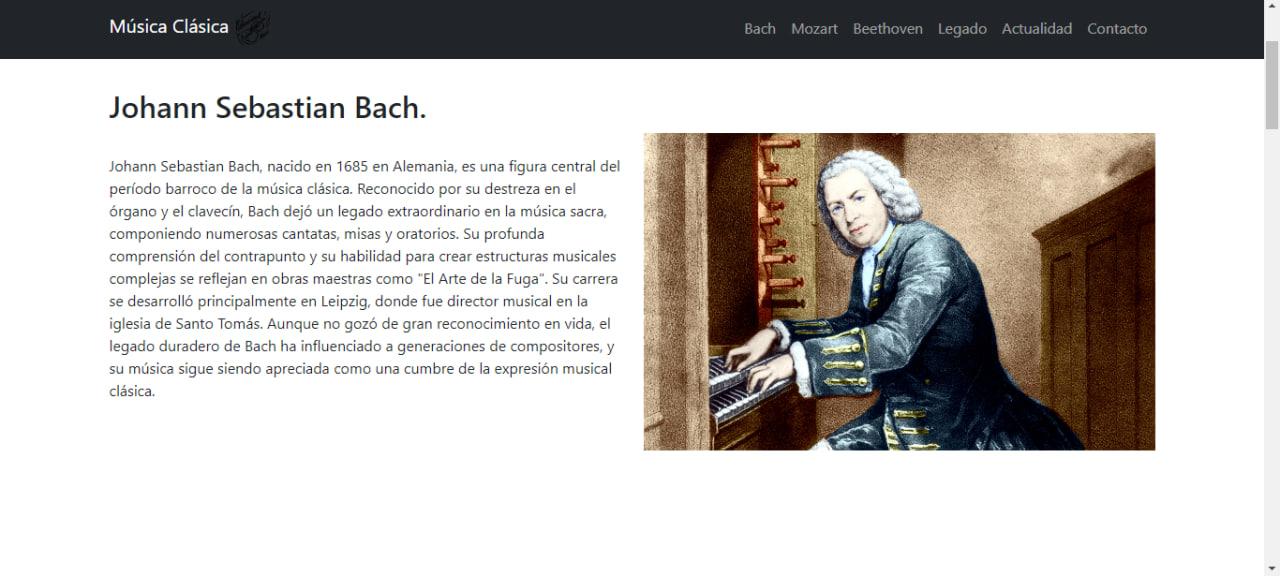 Música Clásica
Bach Mozart Beethoven Legado Actualidad Contacto
Johann Sebastian Bach.
Johann Sebastian Bach, nacido en 1685 en Alemania, es una figura central del
período barroco de la música clásica. Reconocido por su destreza en el
órgano y el clavecín, Bach dejó un legado extraordinario en la música sacra,
componiendo numerosas cantatas, misas y oratorios. Su profunda
comprensión del contrapunto y su habilidad para crear estructuras musicales
complejas se reflejan en obras maestras como "El Arte de la Fuga". Su carrera
se desarrolló principalmente en Leipzig, donde fue director musical en la
iglesia de Santo Tomás. Aunque no gozó de gran reconocimiento en vida, el
legado duradero de Bach ha influenciado a generaciones de compositores, y
su música sigue siendo apreciada como una cumbre de la expresión musical
clásica.